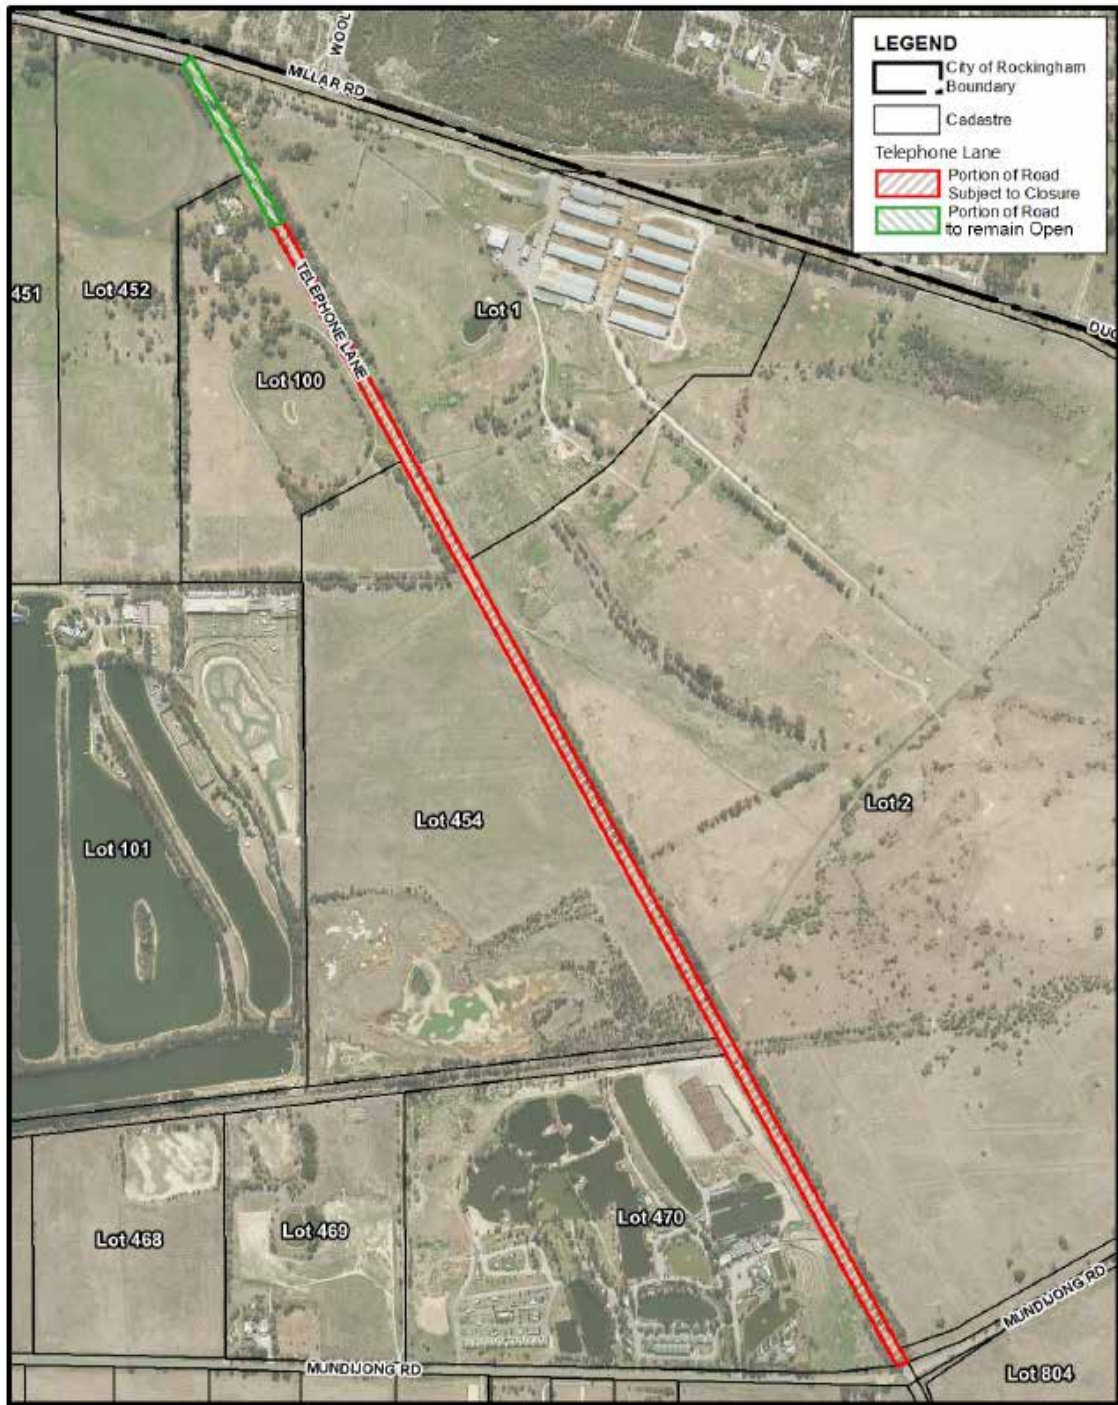 LEGEND
City of Rockingham
Boundary
Cadastre
Telephone Lane
Portion of Road
Subject to Closure
Portion of Road
to remain Open
WOOL
MILLAR RD
DUC
451
Lot 452
TELEPHONE LANE
Lot 1
Lot 100
Lot 2
Lot 454
Lot 101
Lot 470
Lot 468
Lot 469
MUNDIJONG RD
MUNDIJONG RD
Lot 804